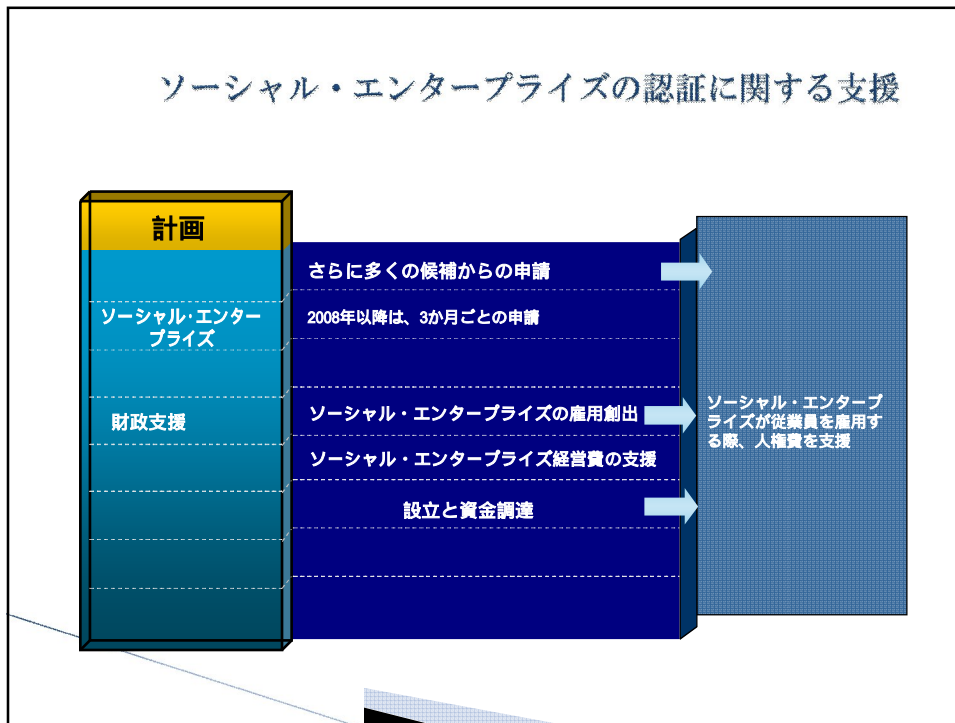 ソーシャル・エンタープライズの認証に関する支援
計画
さらに多くの候補からの申請
ソーシャル・エンター
プライズ
2008年以降は、3か月ごとの申請
財政支援
ソーシャル・エンタープライズの雇用創出
ソーシャル・エンタープライズ経営費の支援
設立と資金調達
ソーシャル・エンタープ
ライズが従業員を雇用す
る際、人権費を支援